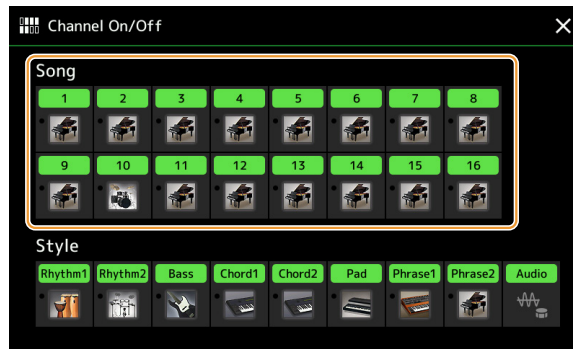 Channel On/Off
Song
1 2 3 4 5 6 7 8
9 10 11 12 13 14 15 16
Style
Rhythm1 Rhythm2 Bass Chord1 Chord2 Pad Phrase1 Phrase2 Audio